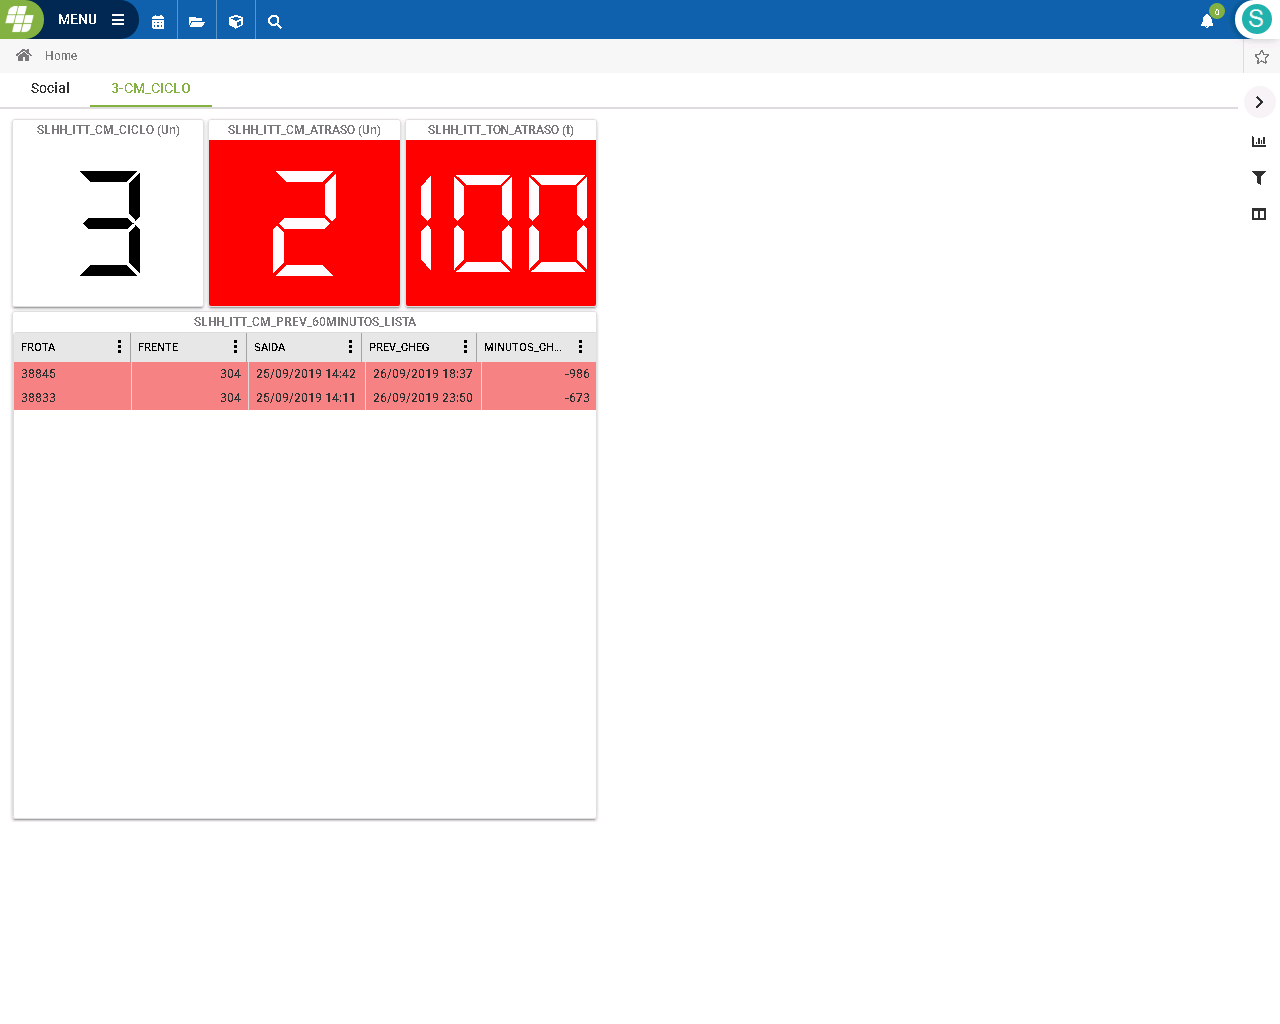 MENU
0
S
Home
Social
3-CM_CICLO
SLHH_ITT_CM_CICLO (Un)
SLHH_ITT_CM_ATRASO (Un)
SLHH_ITT_TON_ATRASO (t)
3
2
100
SLHH_ITT_CM_PREV_60MINUTOS_LISTA
FROTA FRENTE SAIDA PREV_CHEG MINUTOS_CH...
38845 304 25/09/2019 14:42 26/09/2019 18:37 -986
38833 304 25/09/2019 14:11 26/09/2019 23:50 -673